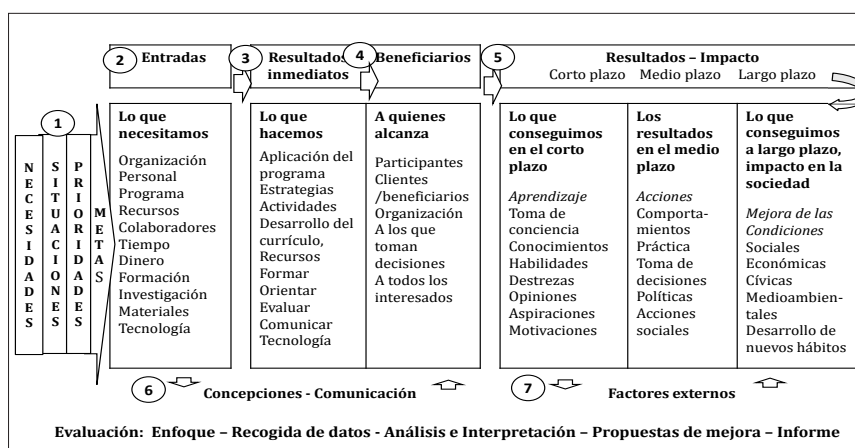 2 Entradas
3 Resultados inmediatos
4 Beneficiarios
5 Resultados – Impacto
Corto plazo Medio plazo Largo plazo
1
NECESIDADES
SITUACIONES
PRIORIDADES
METAS
Lo que
necesitamos
Organización
Personal
Programa
Recursos
Colaboradores
Tiempo
Dinero
Formación
Investigación
Materiales
Tecnología
Lo que
hacemos
Aplicación del
programa
Estrategias
Actividades
Desarrollo del
currículo,
Recursos
Formar
Orientar
Evaluar
Comunicar
Tecnología
A quienes
alcanza
Participantes
Clientes
/beneficiarios
Organización
A los que
toman
decisiones
A todos los
interesados
Lo que
conseguimos
en el corto
plazo
Aprendizaje
Toma de
conciencia
Conocimientos
Habilidades
Destrezas
Opiniones
Aspiraciones
Motivaciones
Los
resultados
en el medio
plazo
Acciones
Comporta-
mientos
Práctica
Toma de
decisiones
Políticas
Acciones
sociales
Lo que
conseguimos
a largo plazo,
impacto en la
sociedad
Mejora de las
Condiciones
Sociales
Económicas
Cívicas
Medioambien-
tales
Desarrollo de
nuevos hábitos
6 Concepciones - Comunicación
7 Factores externos
Evaluación: Enfoque – Recogida de datos - Análisis e Interpretación – Propuestas de mejora – Informe